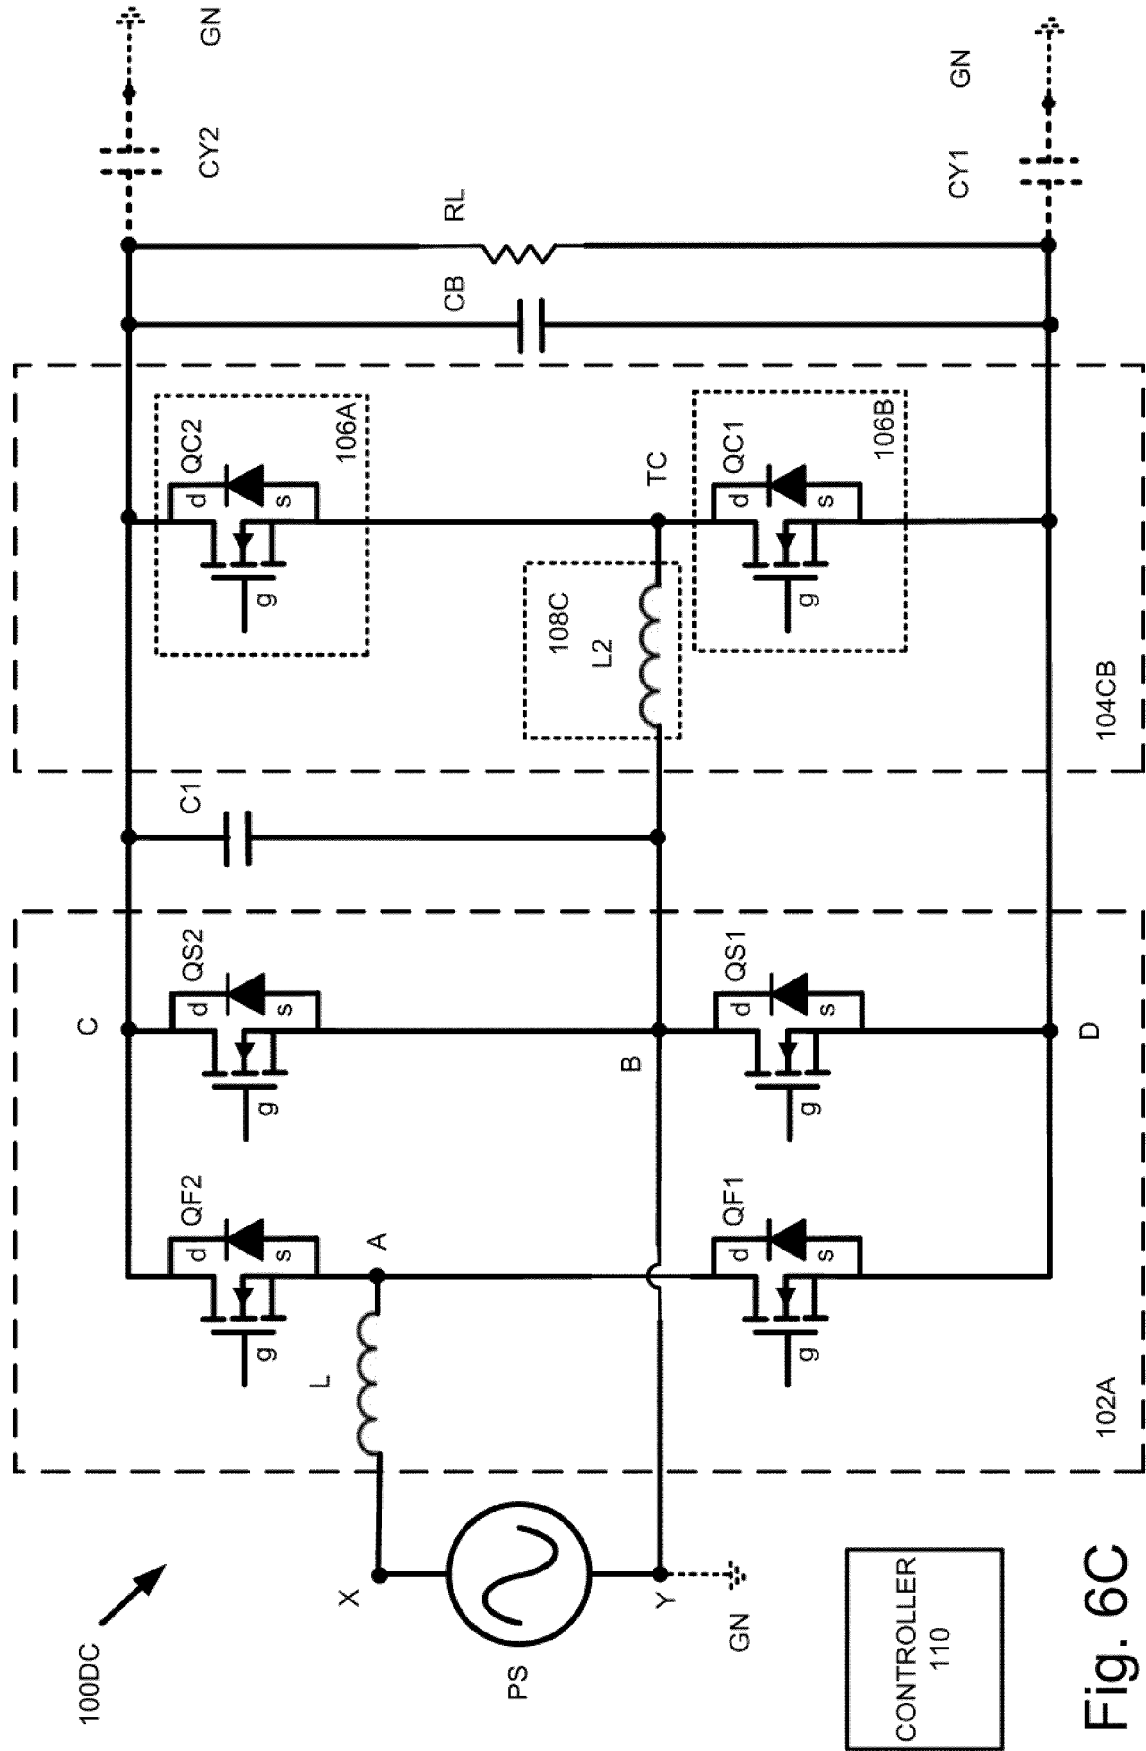 100DC
X
PS
Y
GN
CONTROLLER
110
L
A
QF2
d
s
g
QF1
d
s
g
102A
C
QS2
d
s
g
B
QS1
d
s
g
D
C1
108C
L2
TC
QC2
d
s
g
106A
QC1
d
s
g
106B
104CB
CB
RL
CY2
GN
CY1
GN
Fig. 6C